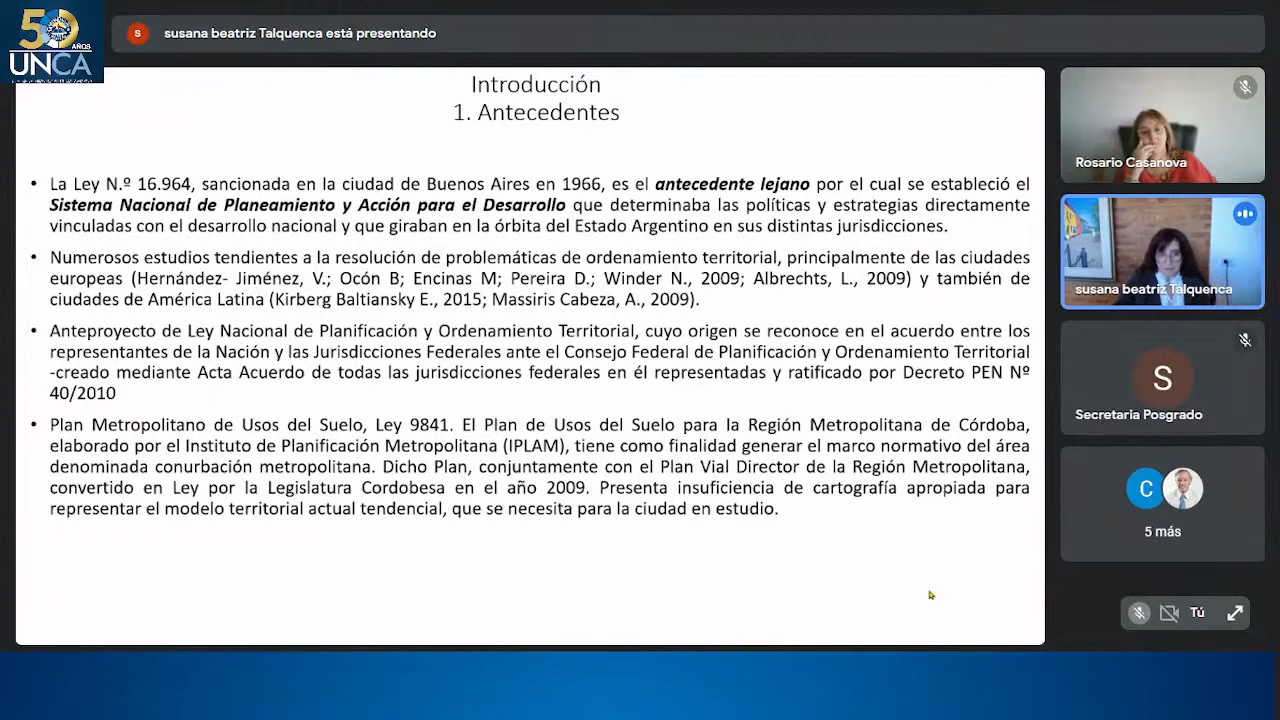 50 AÑOS
UNCA
S
susana beatriz Talquenca está presentando
Introducción
1. Antecedentes
• La Ley N.º 16.964, sancionada en la ciudad de Buenos Aires en 1966, es el antecedente lejano por el cual se estableció el
Sistema Nacional de Planeamiento y Acción para el Desarrollo que determinaba las políticas y estrategias directamente
vinculadas con el desarrollo nacional y que giraban en la órbita del Estado Argentino en sus distintas jurisdicciones.
• Numerosos estudios tendientes a la resolución de problemáticas de ordenamiento territorial, principalmente de las ciudades
europeas (Hernández- Jiménez, V.; Ocón B; Encinas M; Pereira D.; Winder N., 2009; Albrechts, L., 2009) y también de
ciudades de América Latina (Kirberg Baltiansky E., 2015; Massiris Cabeza, A., 2009).
• Anteproyecto de Ley Nacional de Planificación y Ordenamiento Territorial, cuyo origen se reconoce en el acuerdo entre los
representantes de la Nación y las Jurisdicciones Federales ante el Consejo Federal de Planificación y Ordenamiento Territorial
-creado mediante Acta Acuerdo de todas las jurisdicciones federales en él representadas y ratificado por Decreto PEN Nº
40/2010
• Plan Metropolitano de Usos del Suelo, Ley 9841. El Plan de Usos del Suelo para la Región Metropolitana de Córdoba,
elaborado por el Instituto de Planificación Metropolitana (IPLAM), tiene como finalidad generar el marco normativo del área
denominada conurbación metropolitana. Dicho Plan, conjuntamente con el Plan Vial Director de la Región Metropolitana,
convertido en Ley por la Legislatura Cordobesa en el año 2009. Presenta insuficiencia de cartografía apropiada para
representar el modelo territorial actual tendencial, que se necesita para la ciudad en estudio.
Rosario Casanova
susana beatriz Talquenca
S
Secretaria Posgrado
C
5 más
Tú